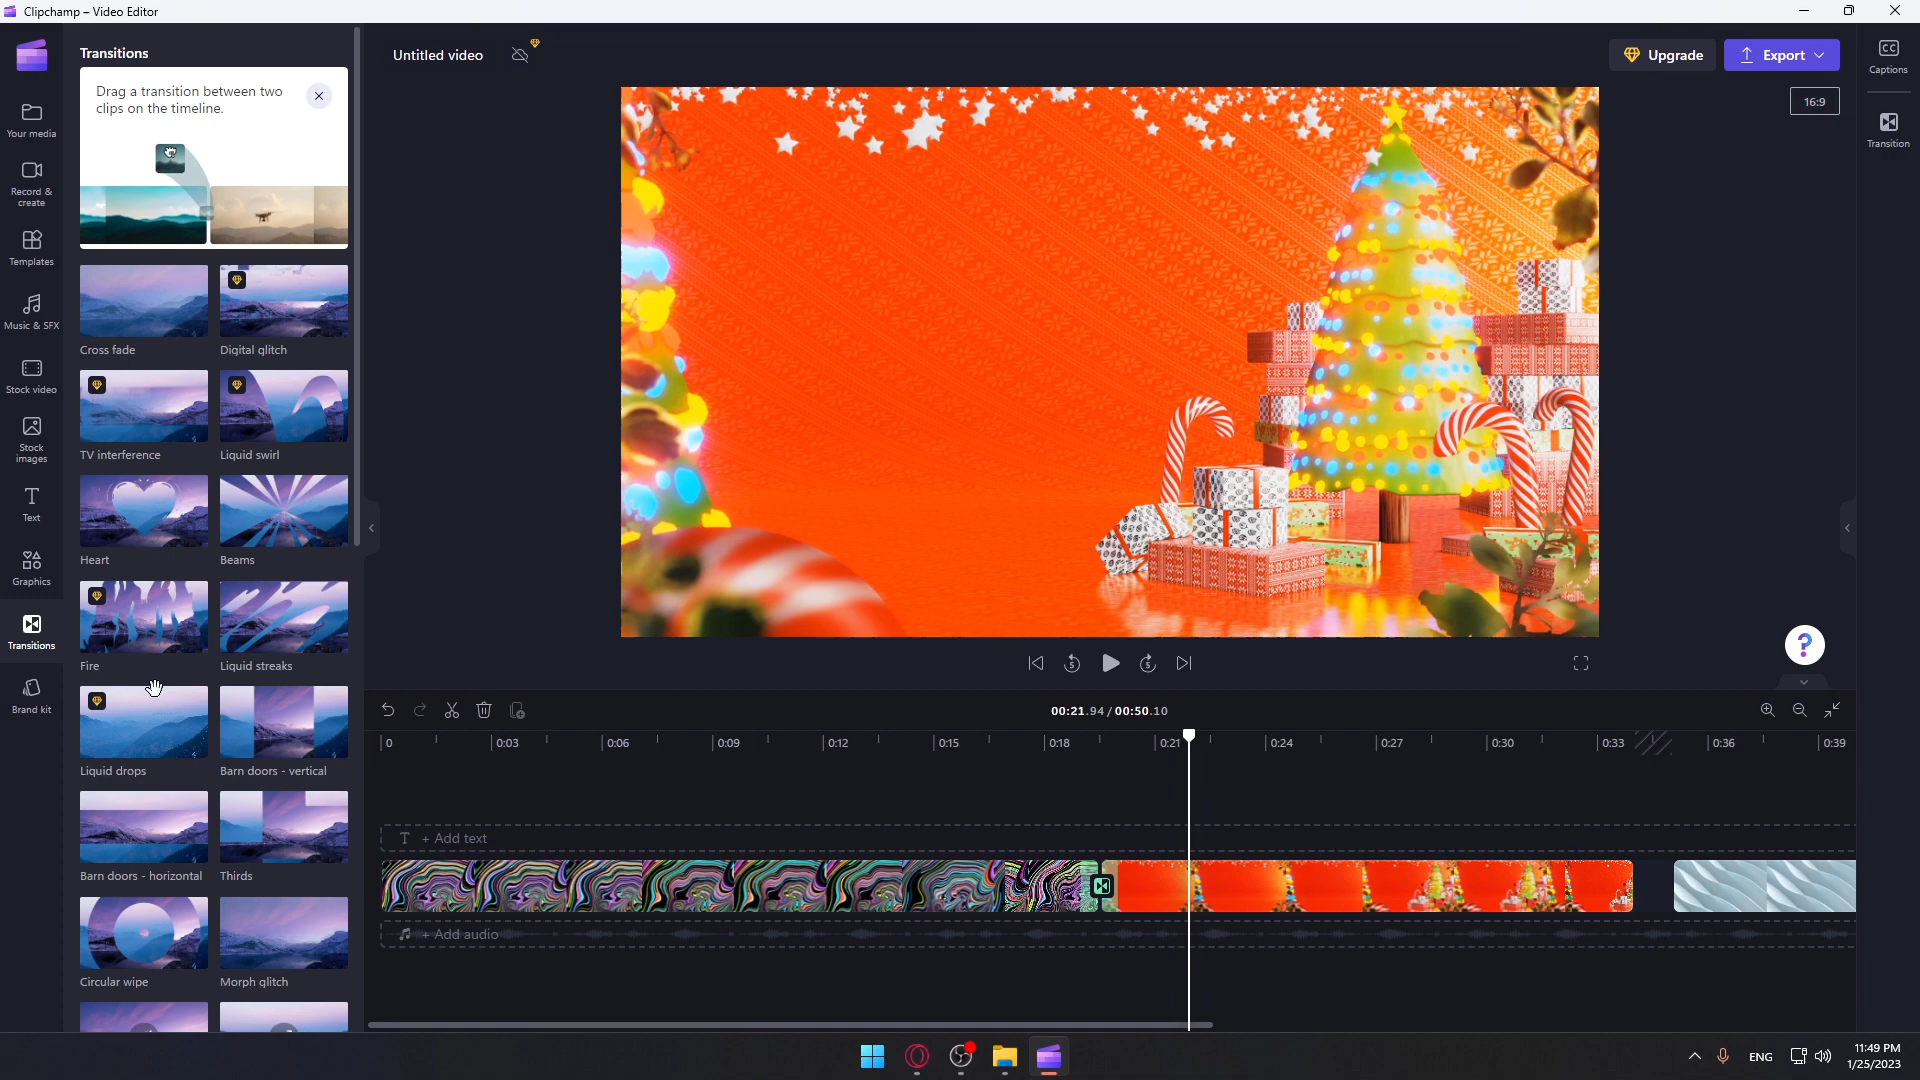 Clipchamp – Video Editor
Transitions
Drag a transition between two
clips on the timeline.
Your media
Record &
create
Templates
Music & SFX
Stock video
Stock
images
T
Text
Graphics
Transitions
Brand kit
Cross fade
Digital glitch
TV interference
Liquid swirl
Heart
Beams
Fire
Liquid streaks
Liquid drops
Barn doors - vertical
Barn doors - horizontal
Thirds
Circular wipe
Morph glitch
Untitled video
Upgrade
Export
CC
Captions
16:9
Transition
5
5
?
00:21.94 / 00:50.10
0
0:03
0:06
0:09
0:12
0:15
0:18
0:21
0:24
0:27
0:30
0:33
0:36
0:39
T + Add text
+ Add audio
ENG
11:49 PM
1/25/2023